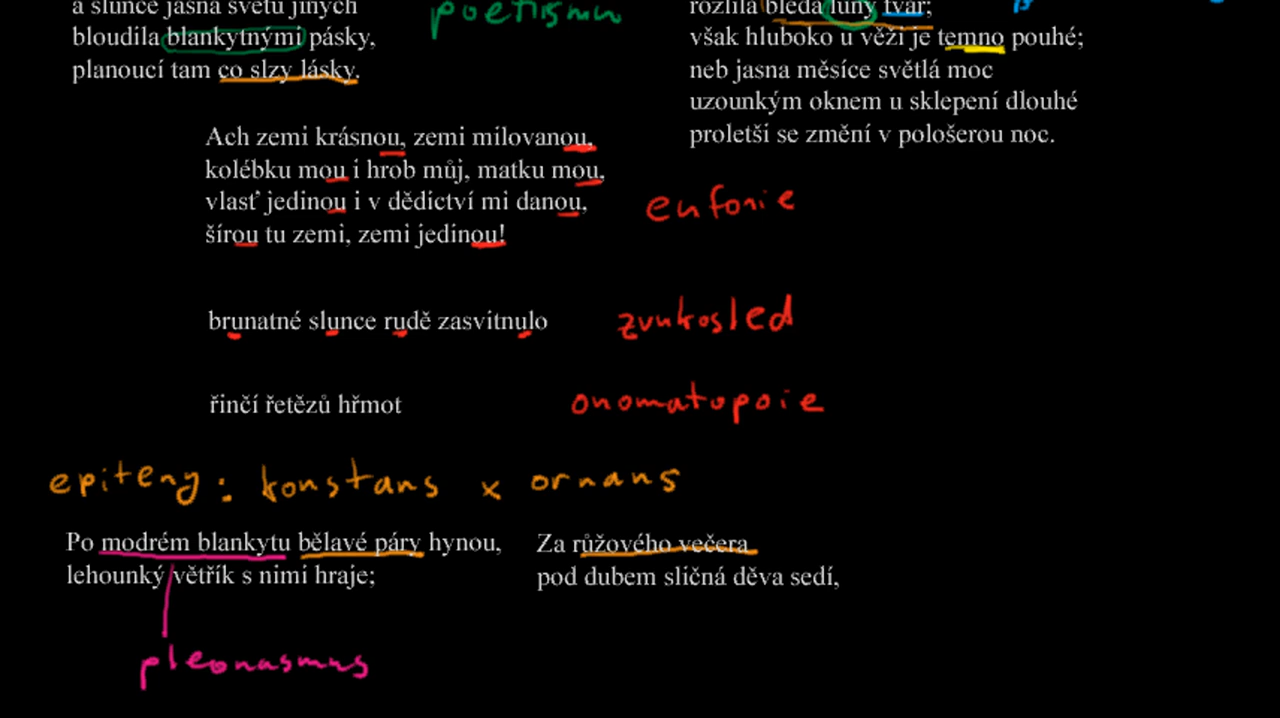 a slunce jasná světů jiných
bloudila blankytnými pásky,
planoucí tam co slzy lásky.
poetismu
rozlila bledá luny tvář;
však hluboko u věži je temno pouhé;
neb jasna měsíce světlá moc
uzounkým oknem u sklepení dlouhé
proletši se změní v pološerou noc.
Ach zemi krásnou, zemi milovanou,
kolébku mou i hrob můj, matku mou,
vlasť jedinou i v dědictví mi danou,
šírou tu zemi, zemi jedinou!
eufonie
brunatné slunce rudě zasvitnulo
zvukosled
řinčí řetězů hřmot
onomatopoie
epiteny: konstans x ornans
Po modrém blankytu bělavé páry hynou,
lehounký větřík s nimi hraje;
Za růžového večera
pod dubem sličná děva sedí,
pleonasmus